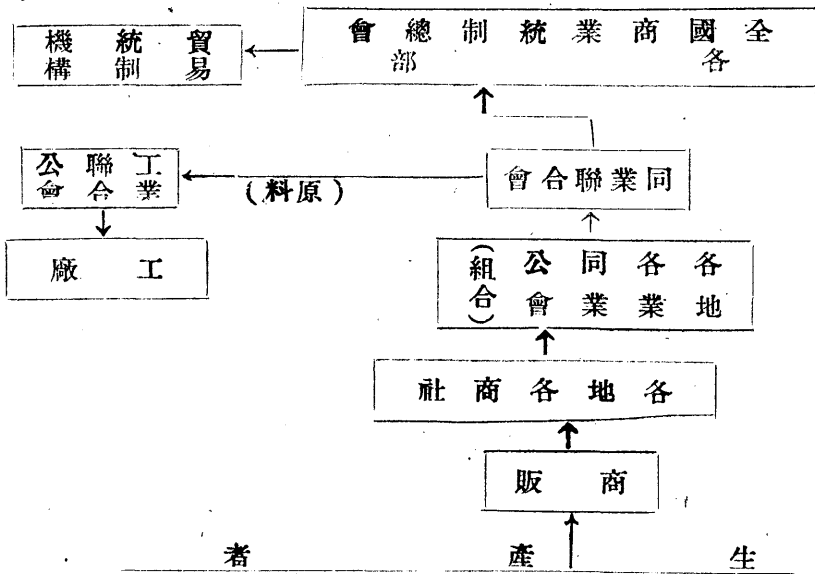 全國商業統制總會
各部
貿易
統制
機構
同業聯合會
(原料)
工業
聯合
公會
工廠
各地
各業
同業
公會
(組合)
各地各商社
商販
生產者